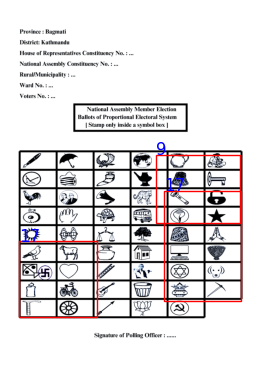 Province : Bagmati
District: Kathmandu
House of Representatives Constituency No. : ...
National Assembly Constituency No. : ...
Rural/Municipality : ...
Ward No. : ...
Voters No. : ...
National Assembly Member Election
Ballots of Proportional Electoral System
[ Stamp only inside a symbol box ]
9
17
17
Signature of Polling Officer : ......